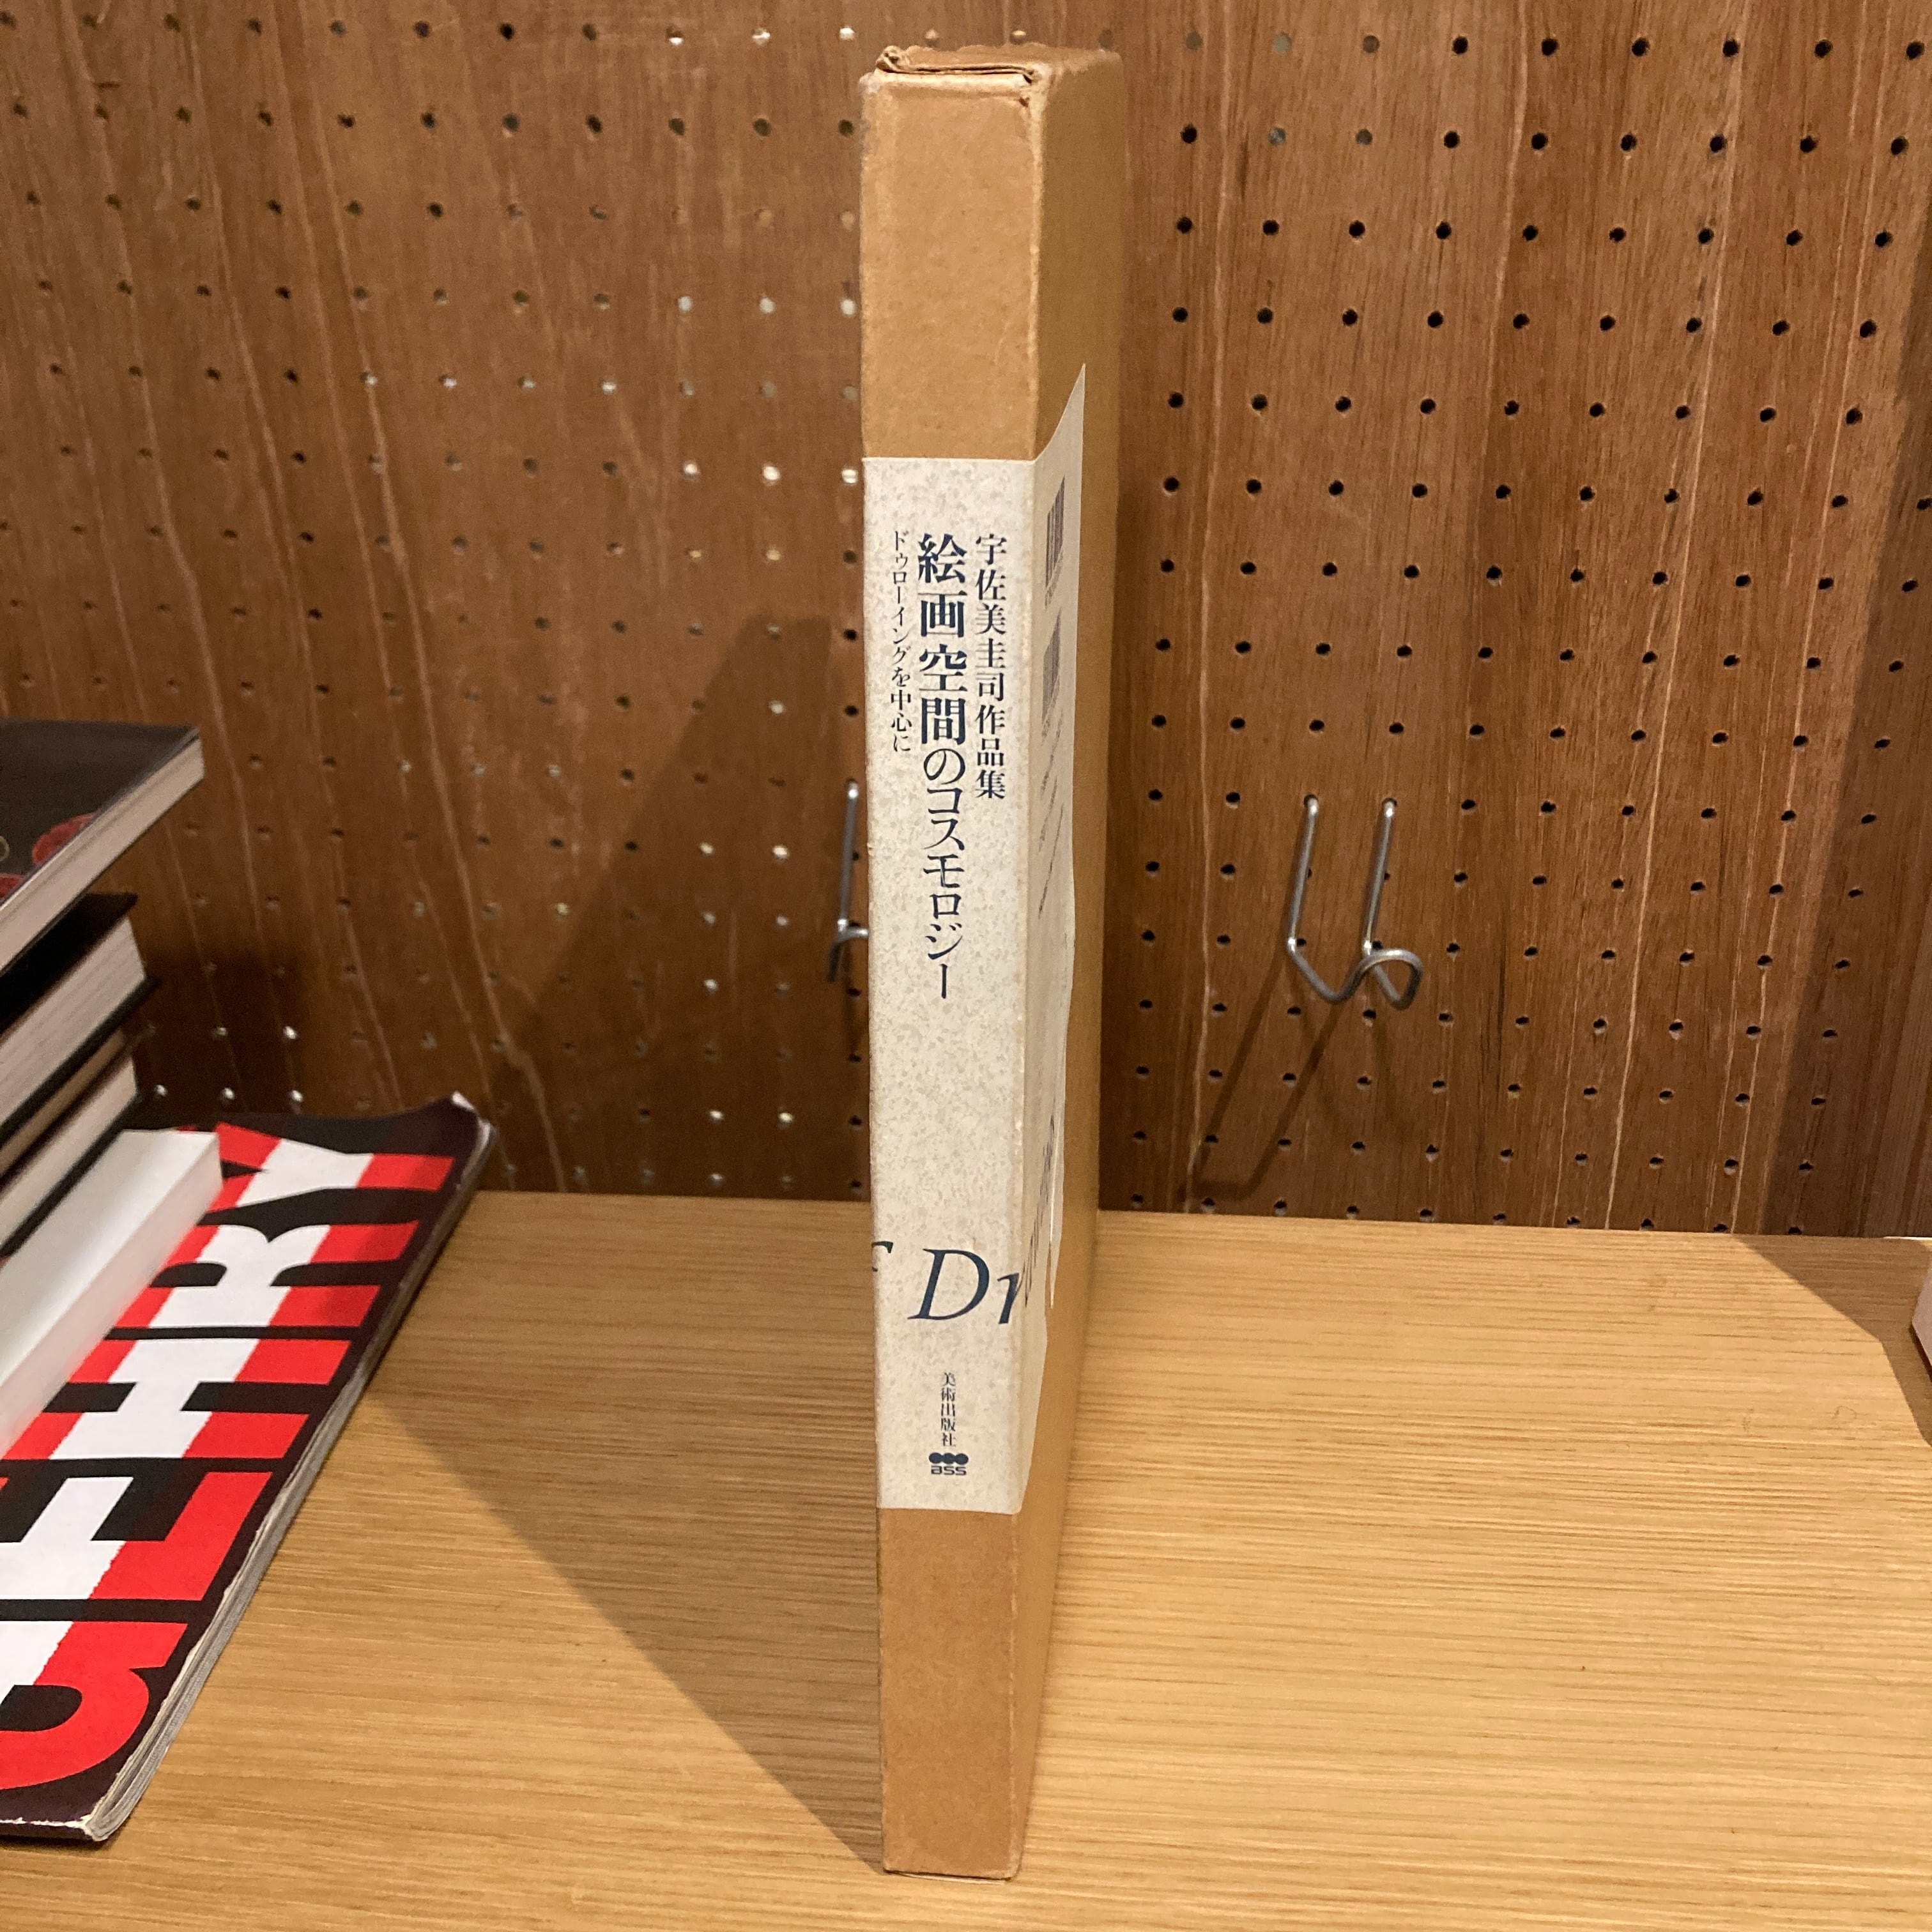 宇佐美圭司作品集
絵画空間のコスモロジー
ドゥローイングを中心に
Dr
美術出版社
BSS
GEHRY